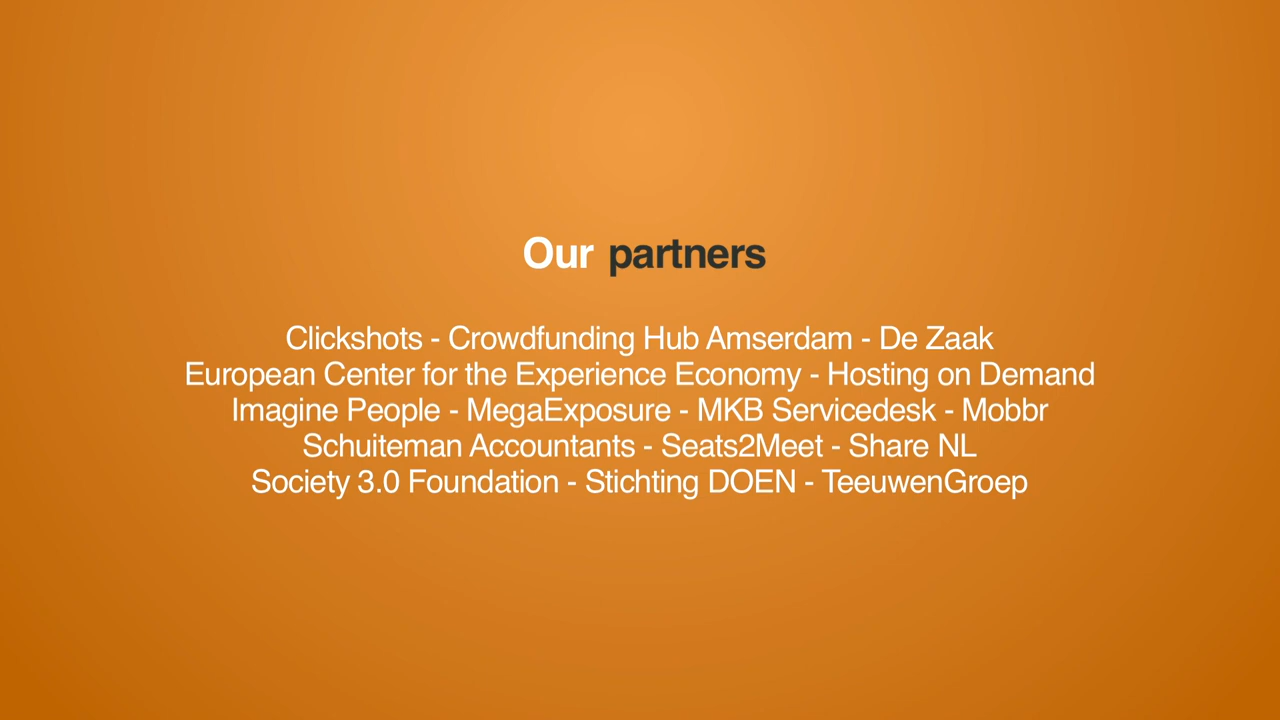 Our partners
Clickshots - Crowdfunding Hub Amserdam - De Zaak
European Center for the Experience Economy - Hosting on Demand
Imagine People - MegaExposure - MKB Servicedesk - Mobbr
Schuiteman Accountants - Seats2Meet - Share NL
Society 3.0 Foundation - Stichting DOEN - TeeuwenGroep